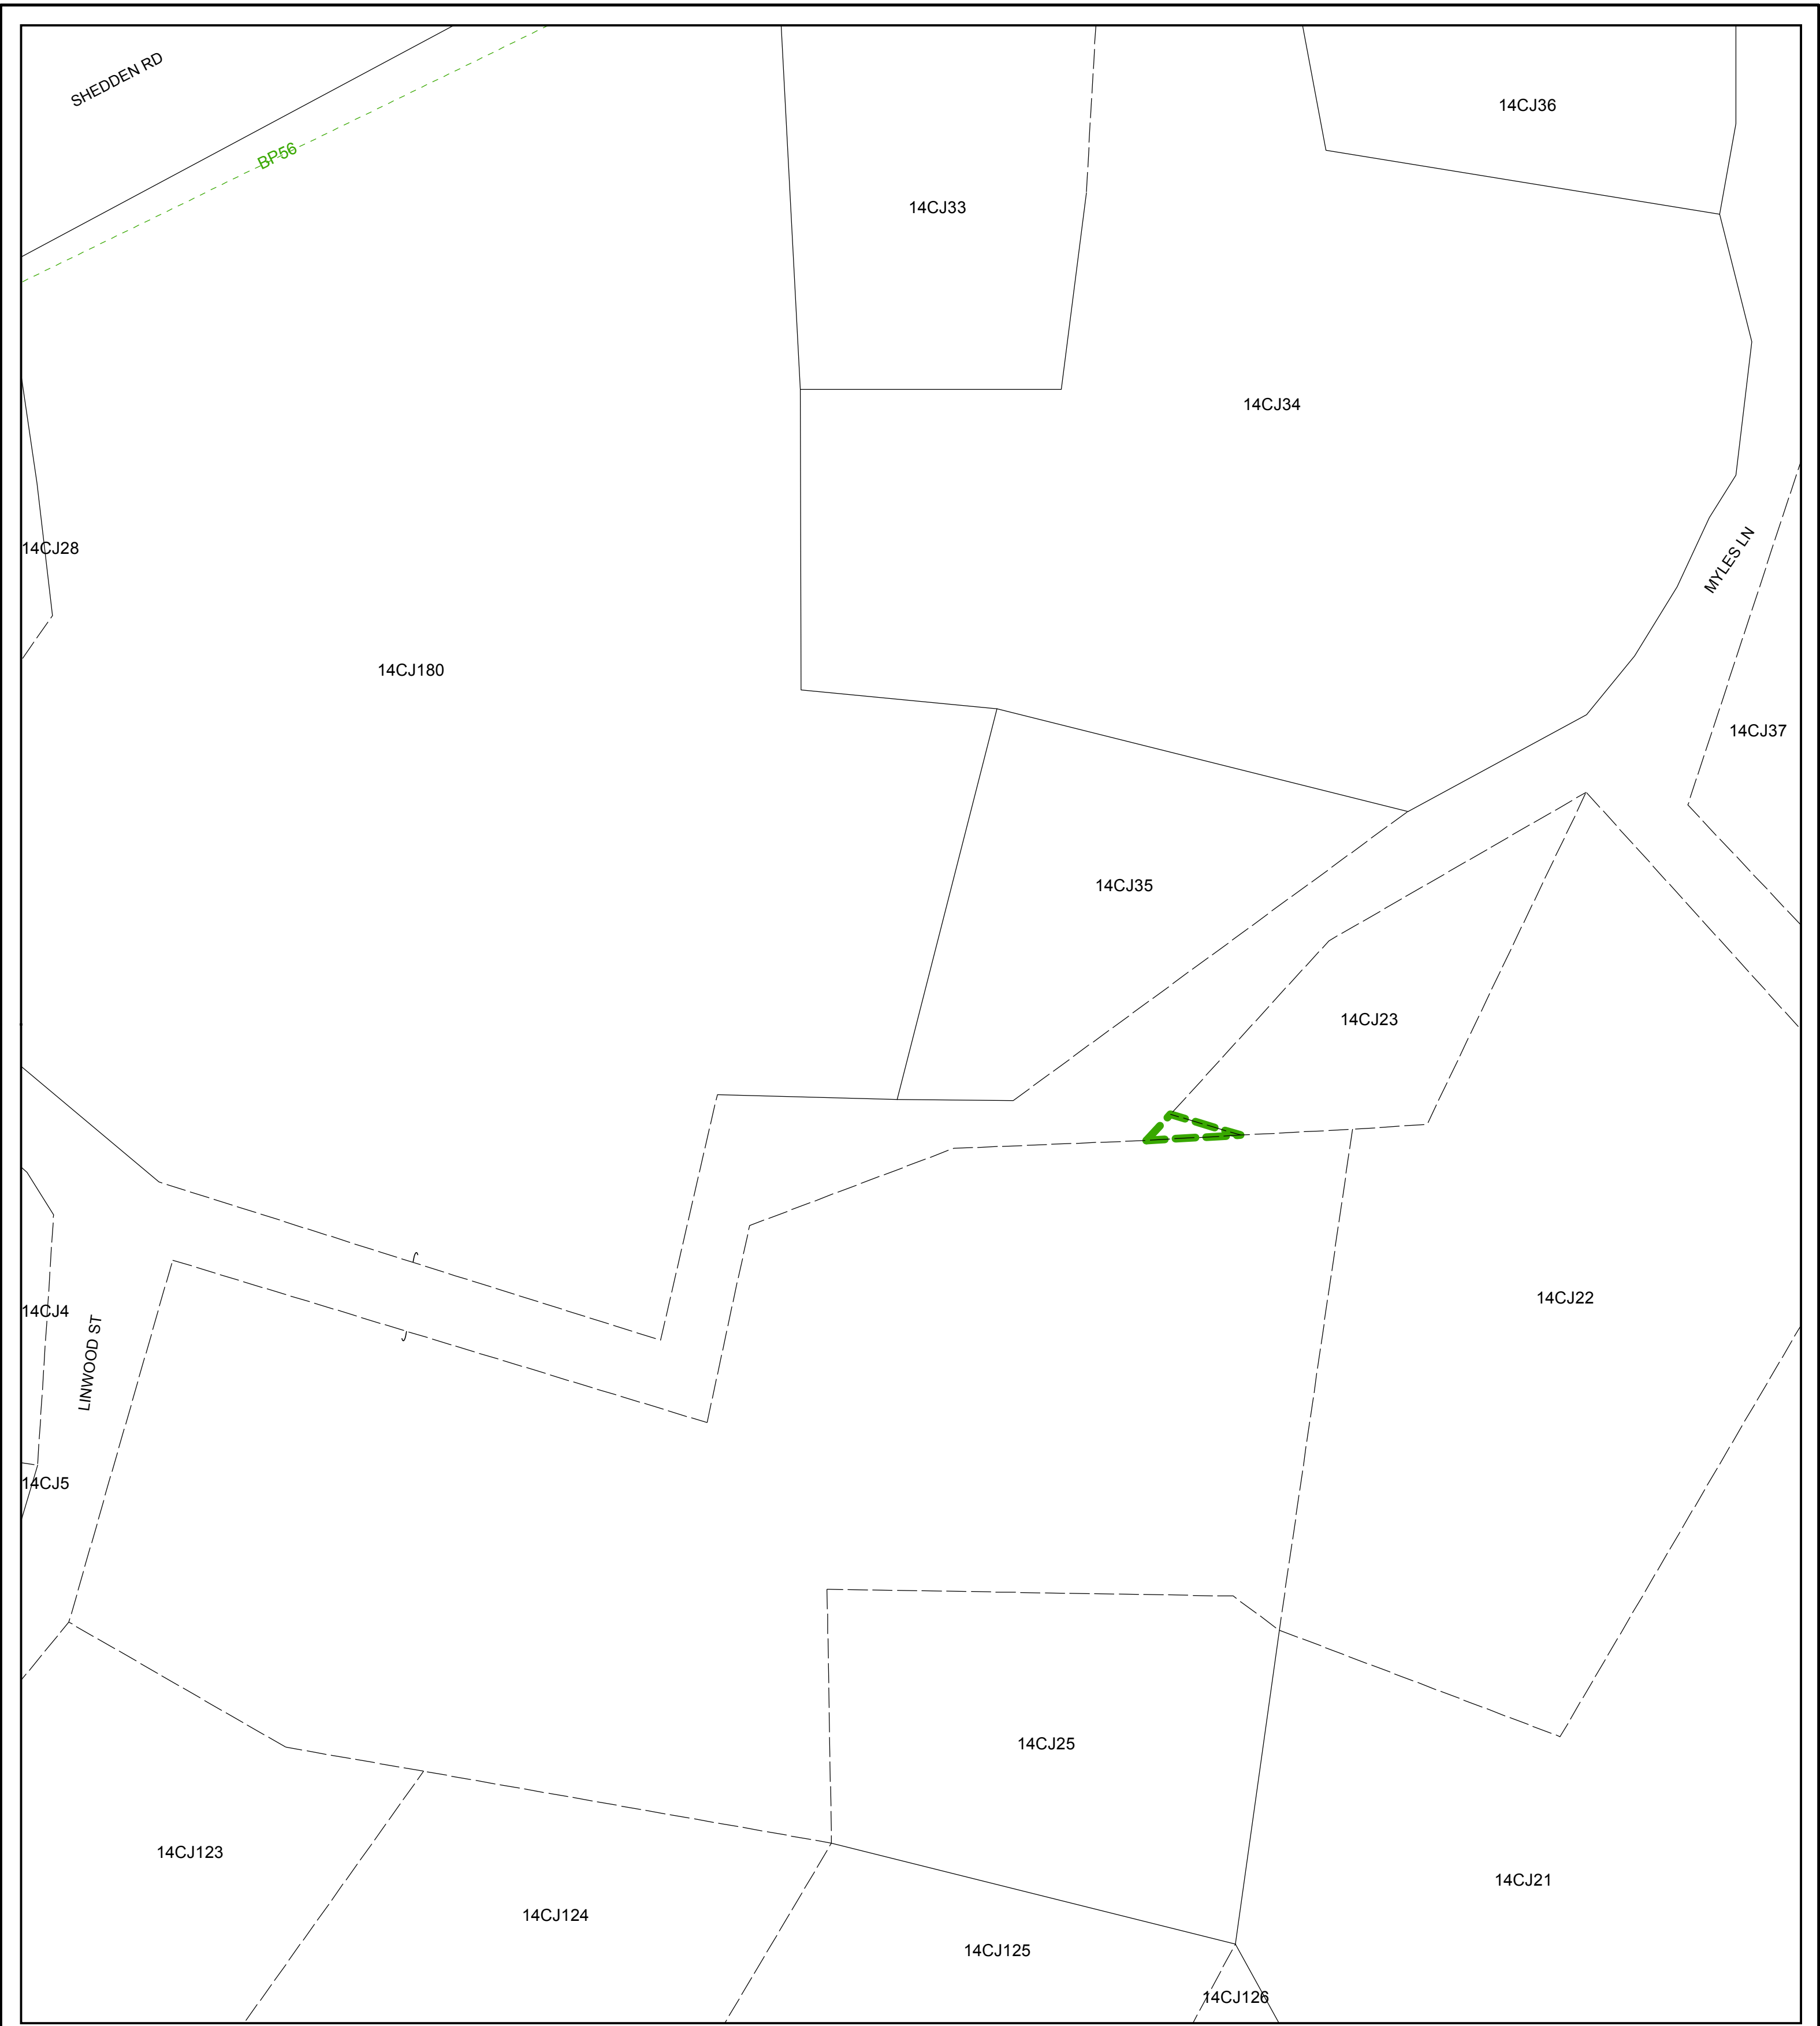 SHEDDEN RD
14CJ36
BP56
14CJ33
14CJ34
14CJ28
MYLES LN
14CJ180
14CJ37
14CJ35
14CJ23
14CJ22
14CJ4
LINWOOD ST
14CJ5
14CJ25
14CJ123
14CJ21
14CJ124
14CJ125
14CJ126